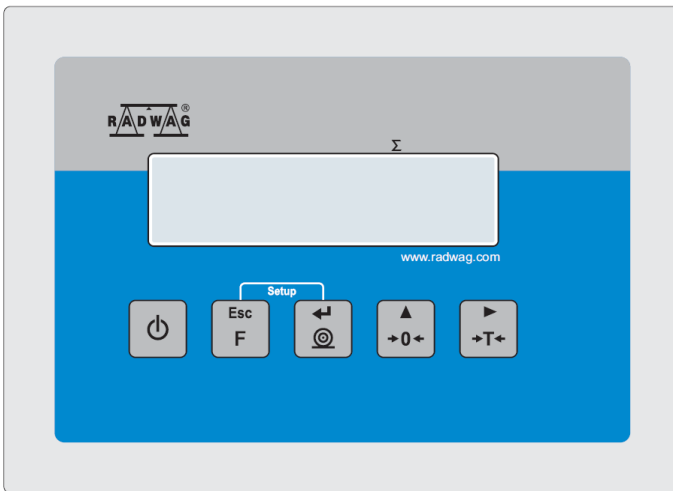 RADWAG®
Σ
www.radwag.com
Setup
Esc
F
→0←
→T←